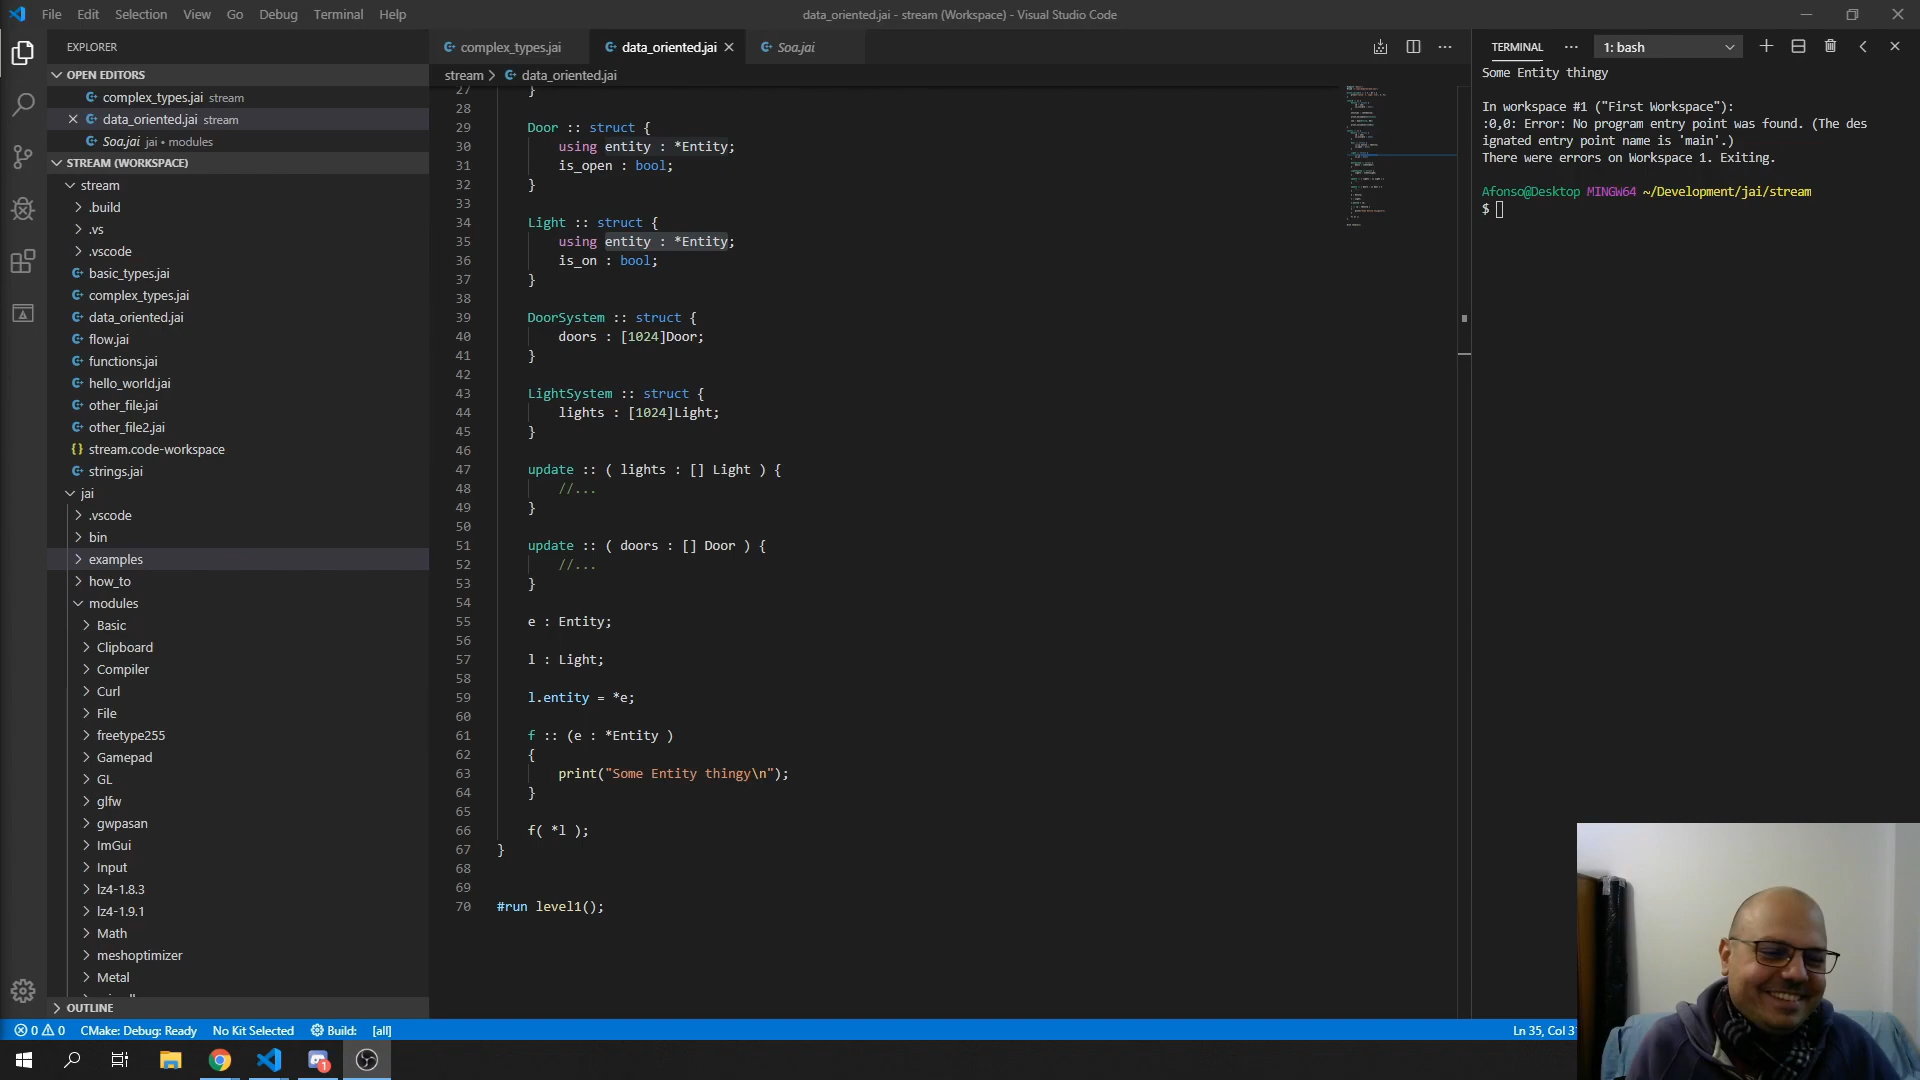 File Edit Selection View Go Debug Terminal Help
data_oriented.jai - stream (Workspace) - Visual Studio Code
EXPLORER
OPEN EDITORS
complex_types.jai stream
data_oriented.jai stream
Soa.jai jai • modules
STREAM (WORKSPACE)
stream
.build
.vs
.vscode
basic_types.jai
complex_types.jai
data_oriented.jai
flow.jai
functions.jai
hello_world.jai
other_file.jai
other_file2.jai
{} stream.code-workspace
strings.jai
jai
.vscode
bin
examples
how_to
modules
Basic
Clipboard
Compiler
Curl
File
freetype255
Gamepad
GL
glfw
gwpasan
ImGui
Input
lz4-1.8.3
lz4-1.9.1
Math
meshoptimizer
Metal
OUTLINE
complex_types.jai data_oriented.jai Soa.jai
stream > data_oriented.jai
27 }
28
29 Door :: struct {
30 using entity : *Entity;
31 is_open : bool;
32 }
33
34 Light :: struct {
35 using entity : *Entity;
36 is_on : bool;
37 }
38
39 DoorSystem :: struct {
40 doors : [1024]Door;
41 }
42
43 LightSystem :: struct {
44 lights : [1024]Light;
45 }
46
47 update :: ( lights : [] Light ) {
48 //...
49 }
50
51 update :: ( doors : [] Door ) {
52 //...
53 }
54
55 e : Entity;
56
57 l : Light;
58
59 l.entity = *e;
60
61 f :: (e : *Entity )
62 {
63 print("Some Entity thingy\n");
64 }
65
66 f( *l );
67 }
68
69
70 #run level1();
TERMINAL ... 1: bash
Some Entity thingy
In workspace #1 ("First Workspace"):
:0,0: Error: No program entry point was found. (The des
ignated entry point name is 'main'.)
There were errors on Workspace 1. Exiting.
Afonso@Desktop MINGW64 ~/Development/jai/stream
$
0 0 CMake: Debug: Ready No Kit Selected Build: [all]
Ln 35, Col
1